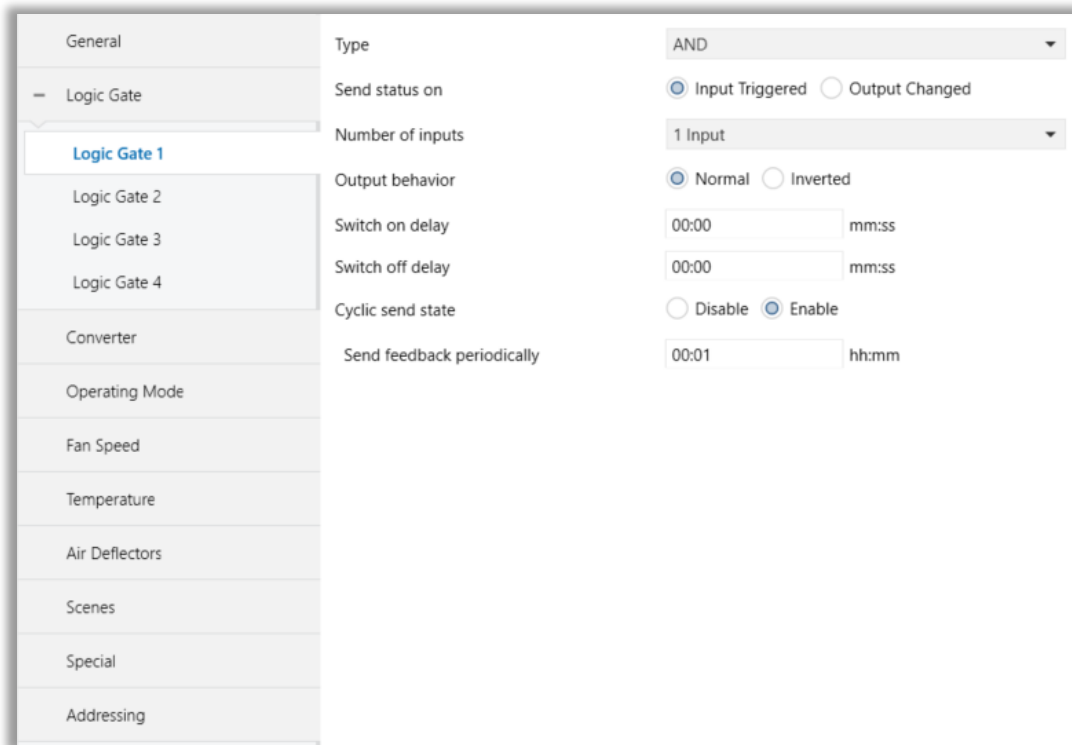 General
Logic Gate
Logic Gate 1
Logic Gate 2
Logic Gate 3
Logic Gate 4
Converter
Operating Mode
Fan Speed
Temperature
Air Deflectors
Scenes
Special
Addressing
Type AND
Send status on Input Triggered Output Changed
Number of inputs 1 Input
Output behavior Normal Inverted
Switch on delay 00:00 mm:ss
Switch off delay 00:00 mm:ss
Cyclic send state Disable Enable
Send feedback periodically 00:01 hh:mm